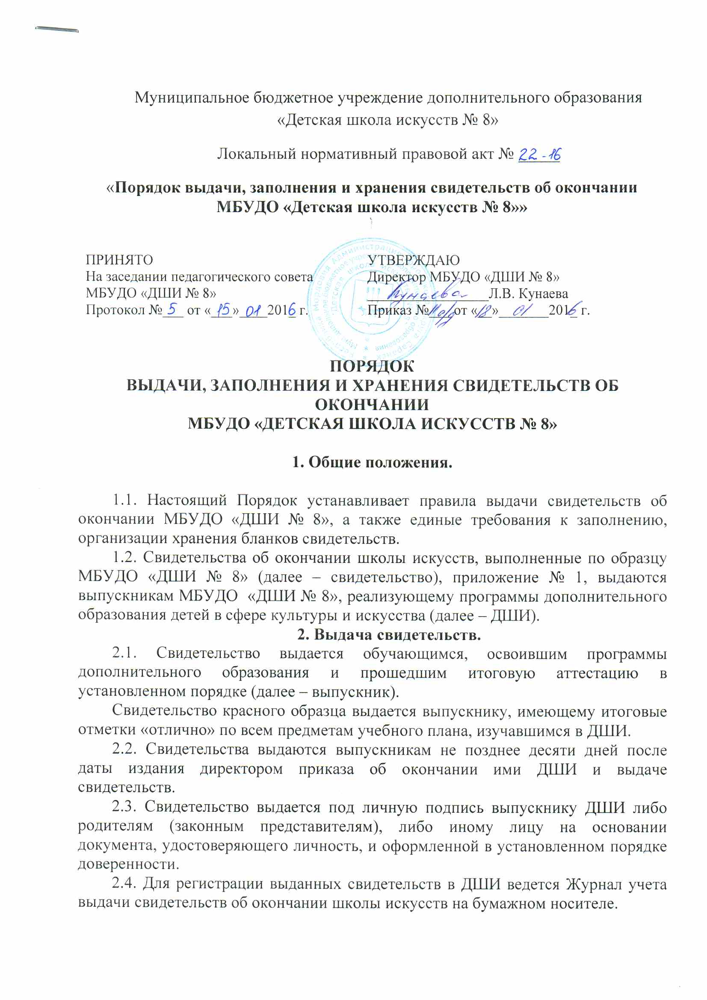 Муниципальное бюджетное учреждение дополнительного образования
«Детская школа искусств № 8»
Локальный нормативный правовой акт № 22-16
«Порядок выдачи, заполнения и хранения свидетельств об окончании
МБУДО «Детская школа искусств № 8»»
ПРИНЯТО
На заседании педагогического совета
МБУДО «ДШИ № 8»
Протокол № 5 от «15» 01 2016 г.
УТВЕРЖДАЮ
Директор МБУДО «ДШИ № 8»
Кунаева Л.В. Кунаева
Приказ № от «18» 01 2016 г.
ПОРЯДОК
ВЫДАЧИ, ЗАПОЛНЕНИЯ И ХРАНЕНИЯ СВИДЕТЕЛЬСТВ ОБ
ОКОНЧАНИИ
МБУДО «ДЕТСКАЯ ШКОЛА ИСКУССТВ № 8»
1. Общие положения.
1.1. Настоящий Порядок устанавливает правила выдачи свидетельств об
окончании МБУДО «ДШИ № 8», а также единые требования к заполнению,
организации хранения бланков свидетельств.
1.2. Свидетельства об окончании школы искусств, выполненные по образцу
МБУДО «ДШИ № 8» (далее – свидетельство), приложение № 1, выдаются
выпускникам МБУДО «ДШИ № 8», реализующему программы дополнительного
образования детей в сфере культуры и искусства (далее – ДШИ).
2. Выдача свидетельств.
2.1. Свидетельство выдается обучающимся, освоившим программы
дополнительного образования и прошедшим итоговую аттестацию в
установленном порядке (далее – выпускник).
Свидетельство красного образца выдается выпускнику, имеющему итоговые
отметки «отлично» по всем предметам учебного плана, изучавшимся в ДШИ.
2.2. Свидетельства выдаются выпускникам не позднее десяти дней после
даты издания директором приказа об окончании ими ДШИ и выдаче
свидетельств.
2.3. Свидетельство выдается под личную подпись выпускнику ДШИ либо
родителям (законным представителям), либо иному лицу на основании
документа, удостоверяющего личность, и оформленной в установленном порядке
доверенности.
2.4. Для регистрации выданных свидетельств в ДШИ ведется Журнал учета
выдачи свидетельств об окончании школы искусств на бумажном носителе.